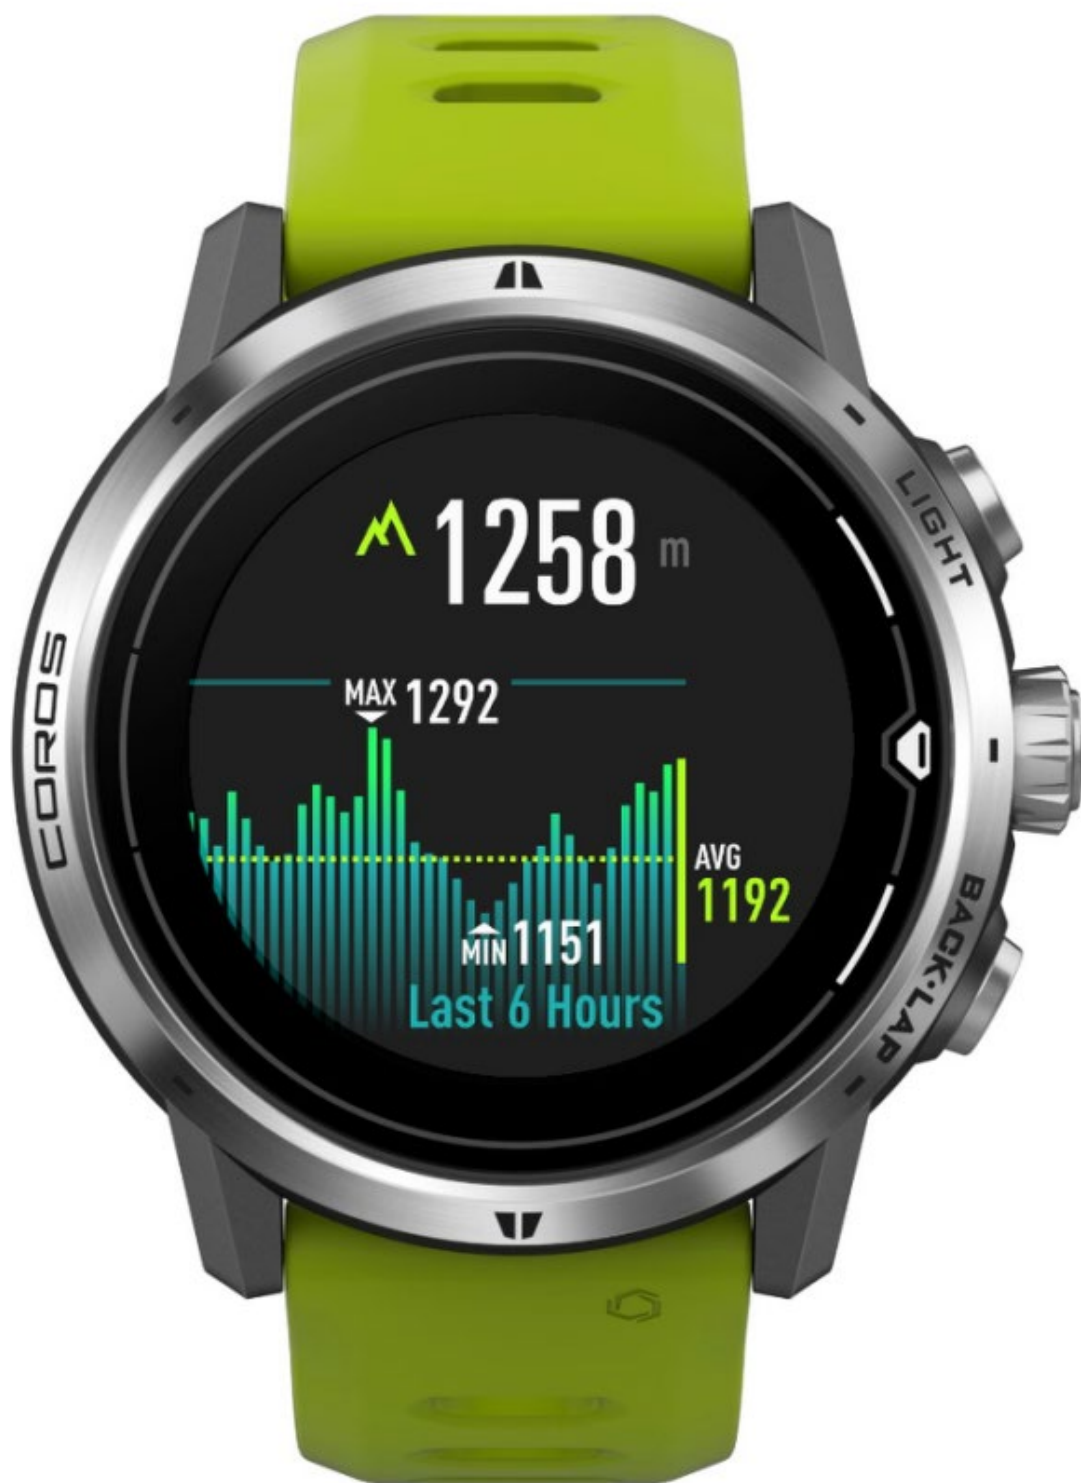 LIGHT
1258 m
COROS
MAX 1292
AVG
1192
MIN 1151
Last 6 Hours
BACK·LAP